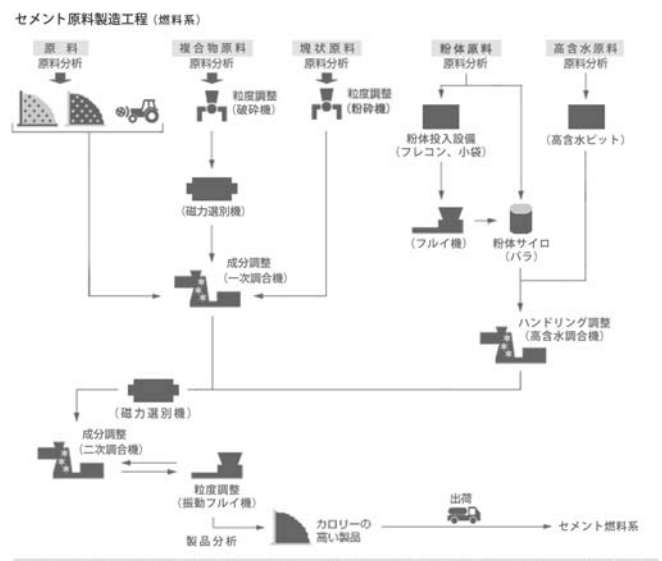 セメント原料製造工程（燃料系）
原料
原料分析
複合物原料
原料分析
塊状原料
原料分析
粉体原料
原料分析
高含水原料
原料分析
粒度調整
（破砕機）
粒度調整
（粉砕機）
粉体投入設備
（フレコン、小袋）
（高含水ピット）
（磁力選別機）
（フルイ機）
粉体サイロ
（バラ）
成分調整
（一次調合機）
ハンドリング調整
（高含水調合機）
（磁力選別機）
成分調整
（二次調合機）
粒度調整
（振動フルイ機）
製品分析
カロリーの
高い製品
出荷
セメント燃料系